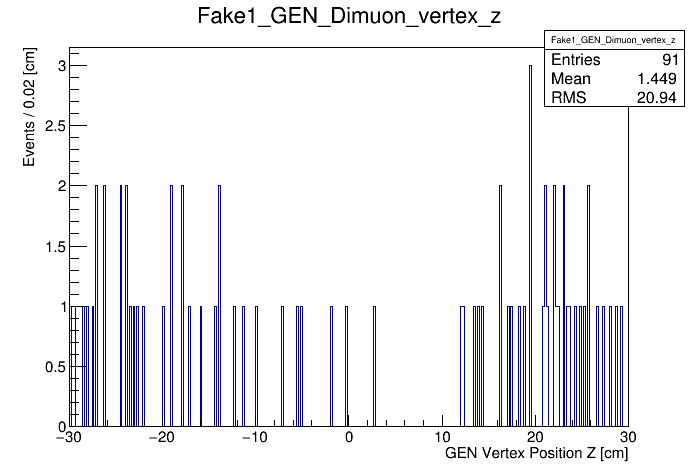 Fake1_GEN_Dimuon_vertex_z
Fake1_GEN_Dimuon_vertex_z
Entries 91
Mean 1.449
RMS 20.94
Events / 0.02 [cm]
3
2.5
2
1.5
1
0.5
0
−30 −20 −10 0 10 20 30
GEN Vertex Position Z [cm]